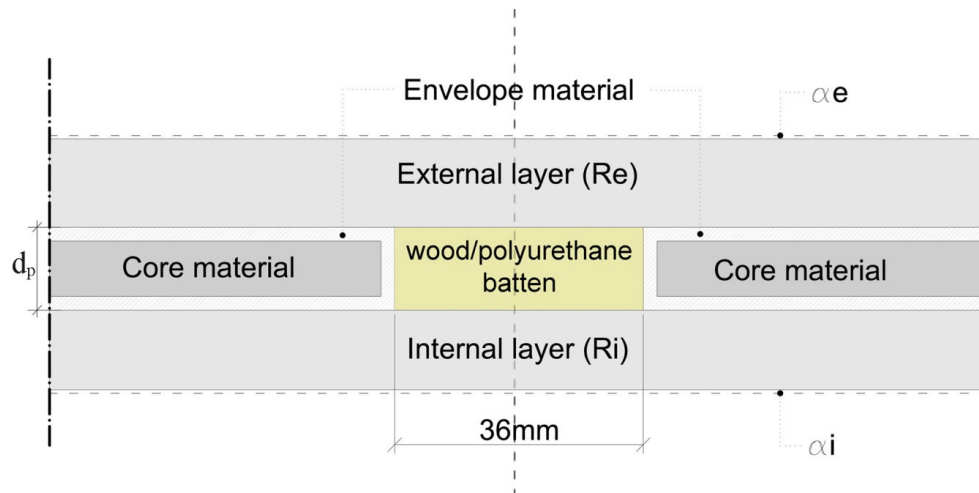 Envelope material
αe
External layer (Re)
dp
Core material
wood/polyurethane
batten
Core material
Internal layer (Ri)
36mm
αi